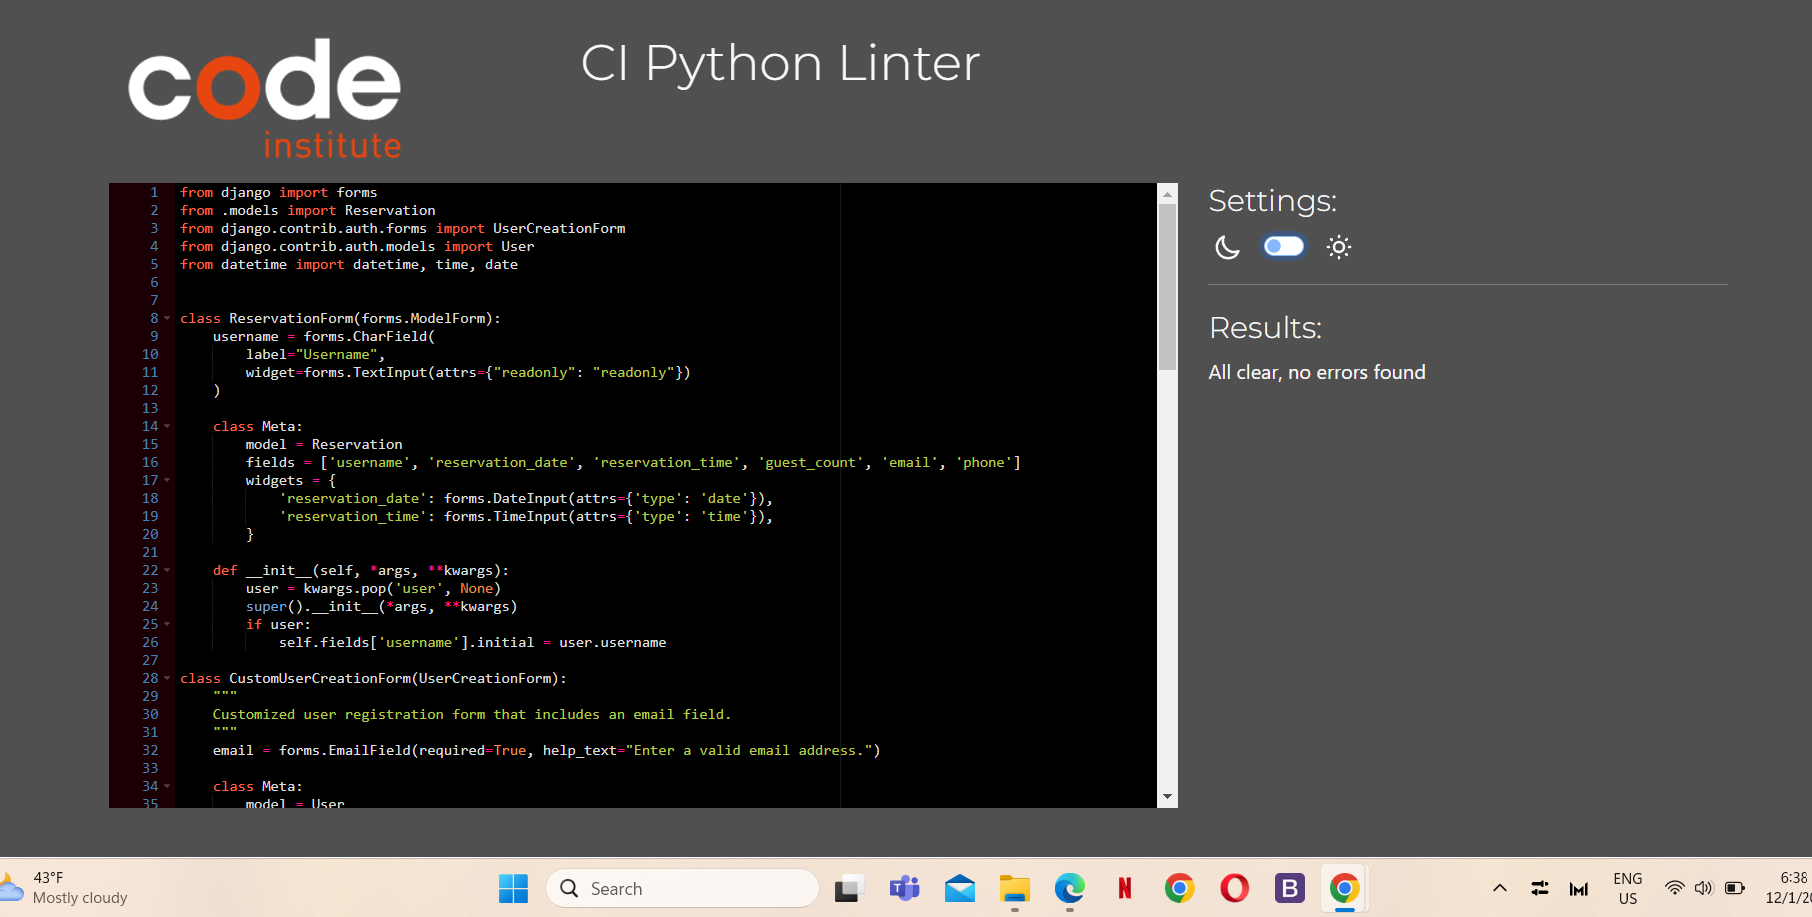 code
institute
CI Python Linter
1 from django import forms
2 from .models import Reservation
3 from django.contrib.auth.forms import UserCreationForm
4 from django.contrib.auth.models import User
5 from datetime import datetime, time, date
6
7
8 class ReservationForm(forms.ModelForm):
9     username = forms.CharField(
10         label="Username",
11         widget=forms.TextInput(attrs={"readonly": "readonly"})
12     )
13
14     class Meta:
15         model = Reservation
16         fields = ['username', 'reservation_date', 'reservation_time', 'guest_count', 'email', 'phone']
17         widgets = {
18             'reservation_date': forms.DateInput(attrs={'type': 'date'}),
19             'reservation_time': forms.TimeInput(attrs={'type': 'time'}),
20         }
21
22     def __init__(self, *args, **kwargs):
23         user = kwargs.pop('user', None)
24         super().__init__(*args, **kwargs)
25         if user:
26             self.fields['username'].initial = user.username
27
28 class CustomUserCreationForm(UserCreationForm):
29     """
30     Customized user registration form that includes an email field.
31     """
32     email = forms.EmailField(required=True, help_text="Enter a valid email address.")
33
34     class Meta:
35         model = User
Settings:
Results:
All clear, no errors found
43°F
Mostly cloudy
Search
ENG
US
6:38
12/1/20